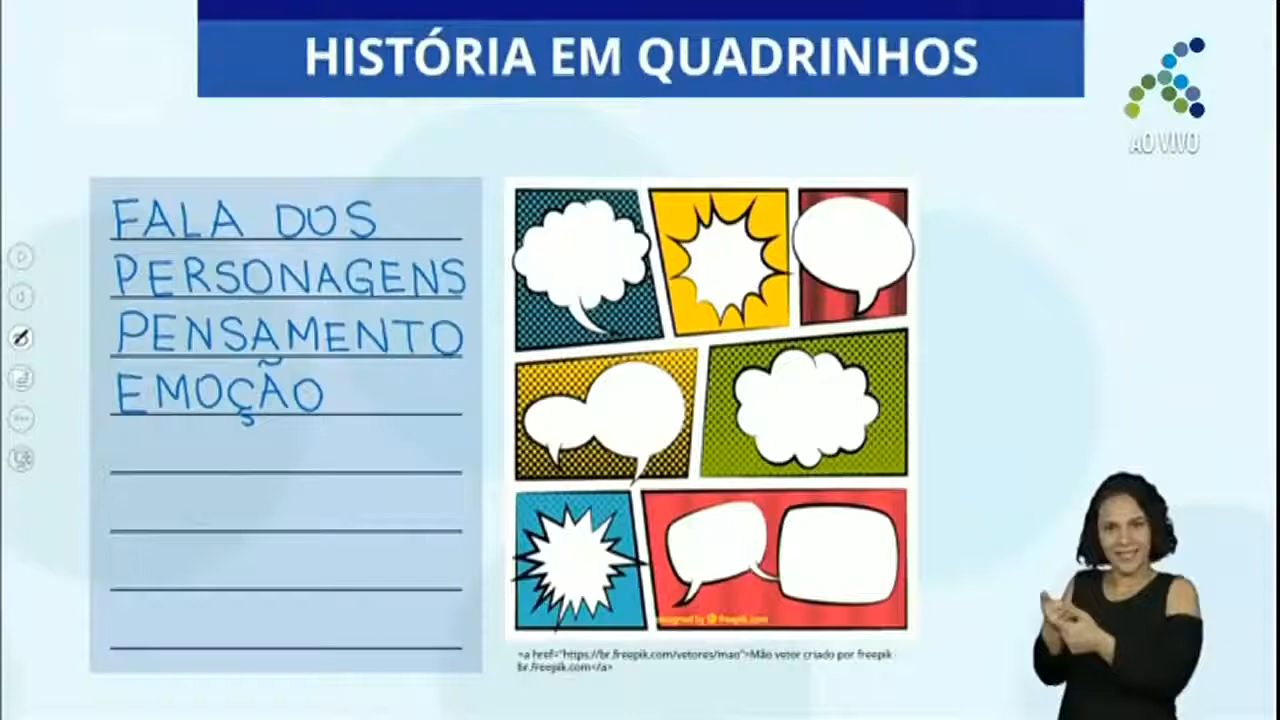 HISTÓRIA EM QUADRINHOS
AO VIVO
FALA DOS
PERSONAGENS
PENSAMENTO
EMOÇÃO
designed by freepik.com
<a href="https://br.freepik.com/vetores/mao">Mão vetor criado por freepik -
br.freepik.com</a>